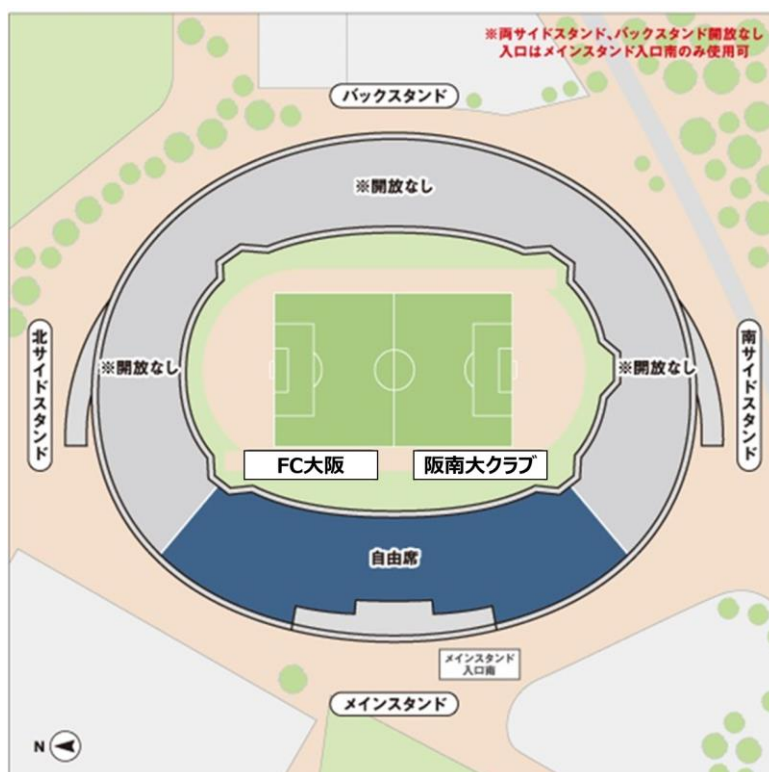 ※両サイドスタンド、バックスタンド開放なし
入口はメインスタンド入口南のみ使用可
バックスタンド
※開放なし
北サイドスタンド
※開放なし
※開放なし
南サイドスタンド
FC大阪
阪南大クラブ
自由席
メインスタンド
入口南
メインスタンド
N